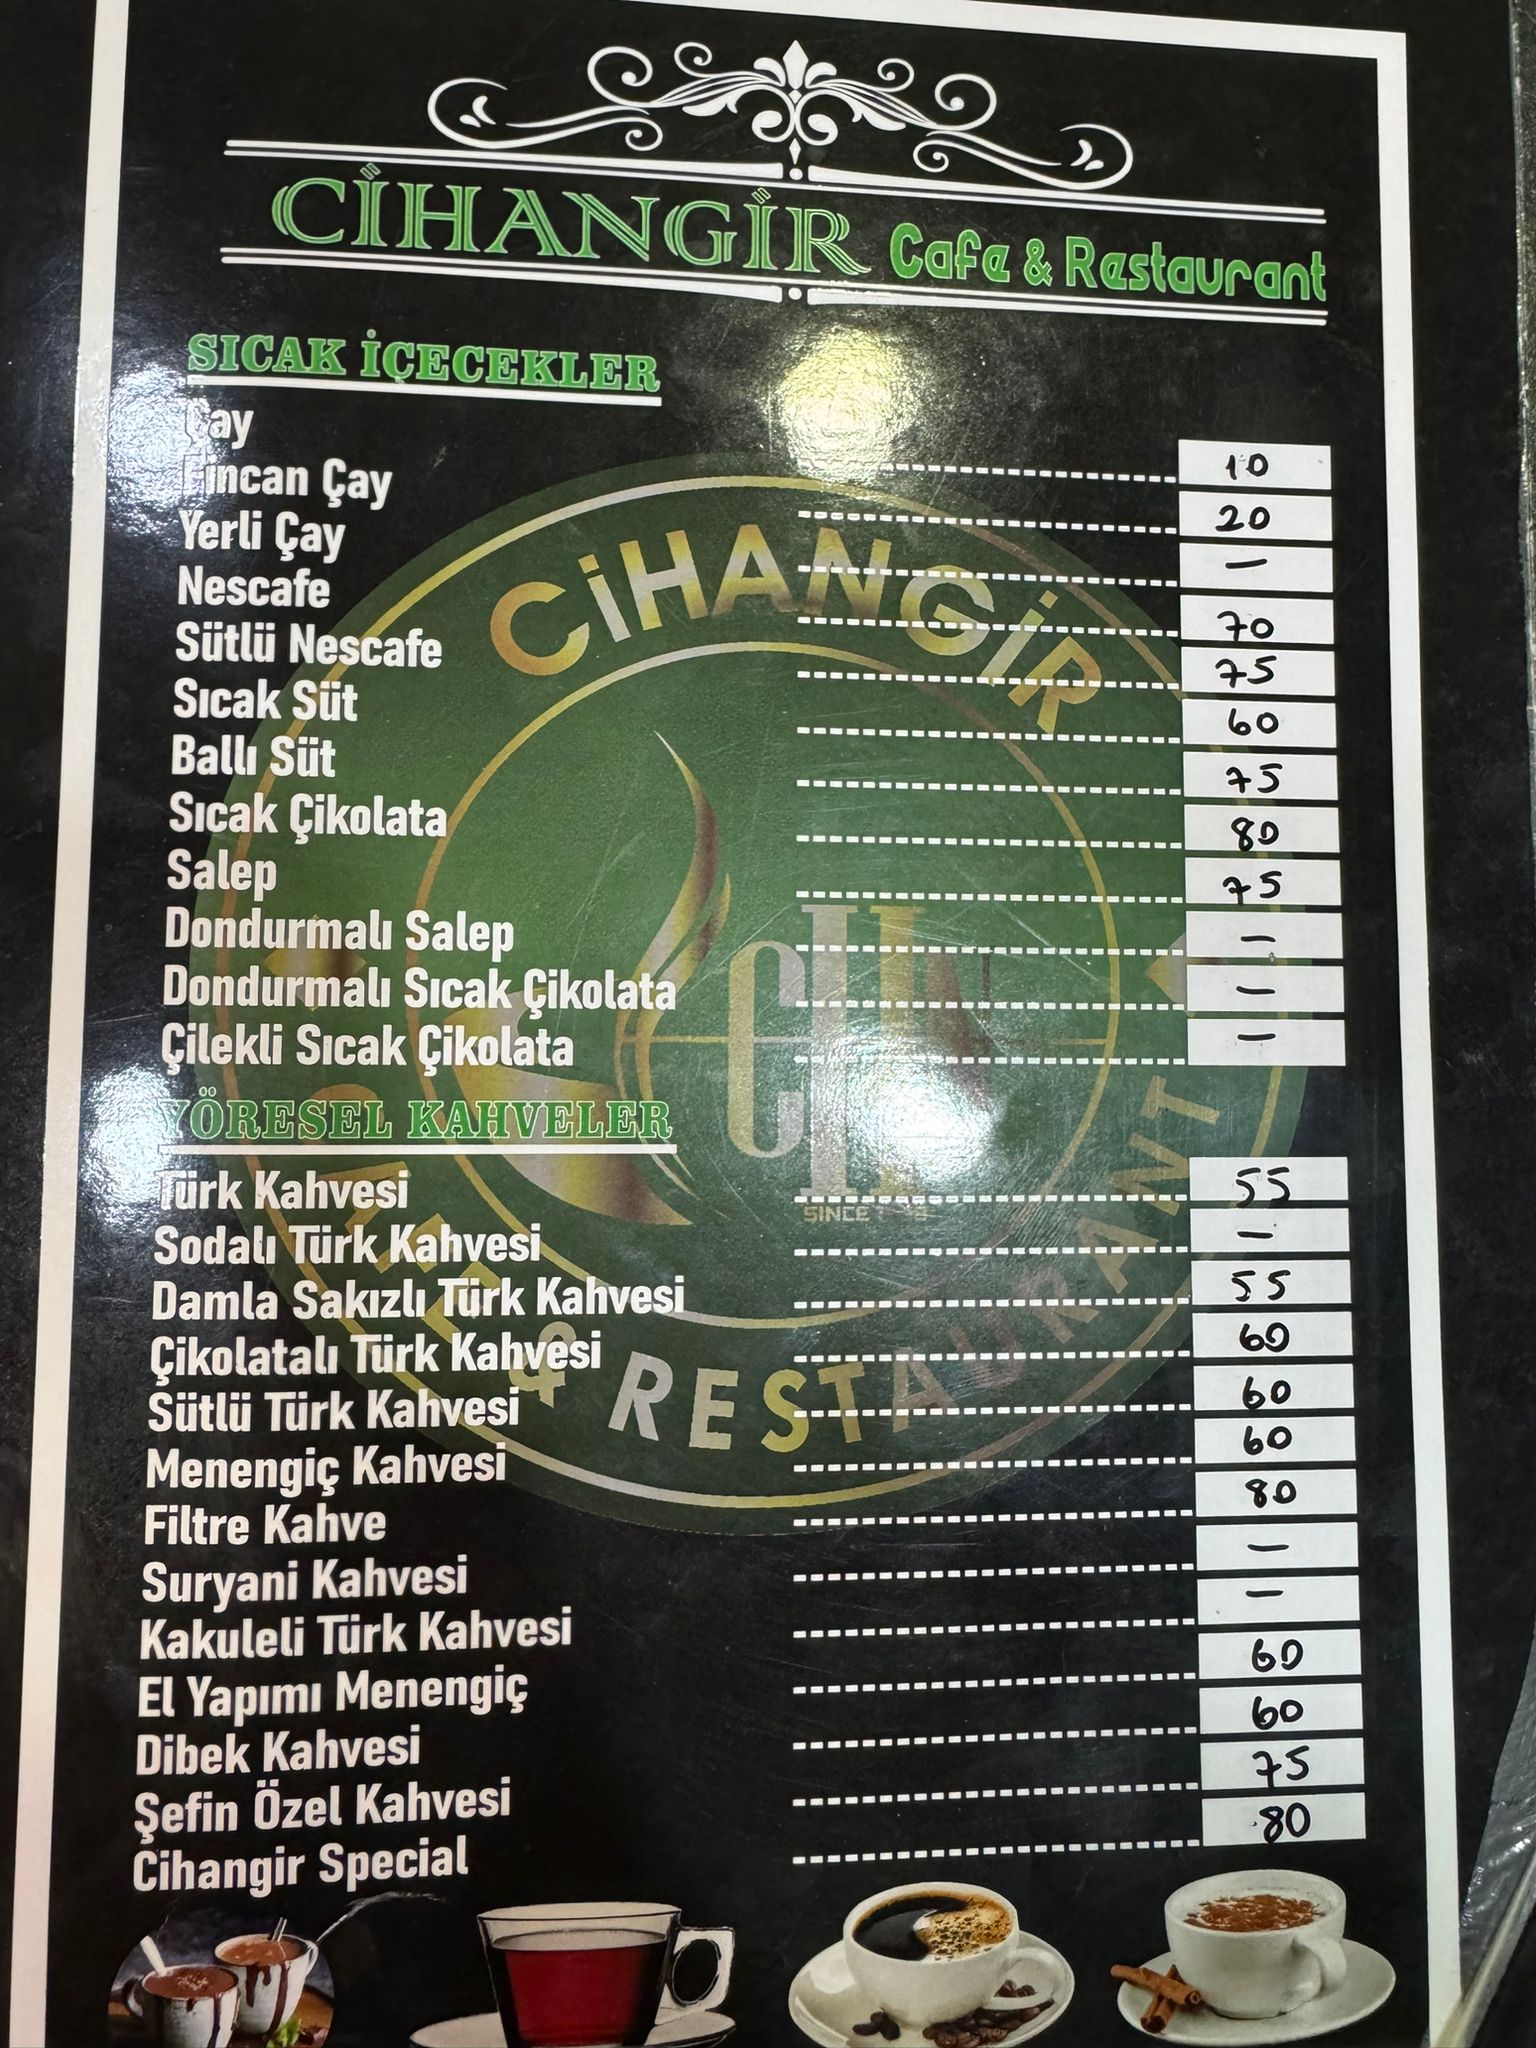 CİHANGİR Cafe & Restaurant
SICAK İÇECEKLER
Çay 10
Fincan Çay 20
Yerli Çay —
Nescafe 70
Sütlü Nescafe 75
Sıcak Süt 60
Ballı Süt 75
Sıcak Çikolata 80
Salep 75
Dondurmalı Salep —
Dondurmalı Sıcak Çikolata —
Çilekli Sıcak Çikolata —
YÖRESEL KAHVELER
Türk Kahvesi 55
Sodalı Türk Kahvesi —
Damla Sakızlı Türk Kahvesi 55
Çikolatalı Türk Kahvesi 60
Sütlü Türk Kahvesi 60
Menengiç Kahvesi 60
Filtre Kahve 80
Suryani Kahvesi —
Kakuleli Türk Kahvesi —
El Yapımı Menengiç 60
Dibek Kahvesi 60
Şefin Özel Kahvesi 75
Cihangir Special 80
CİHANGİR
CAFE & RESTAURANT
SINCE